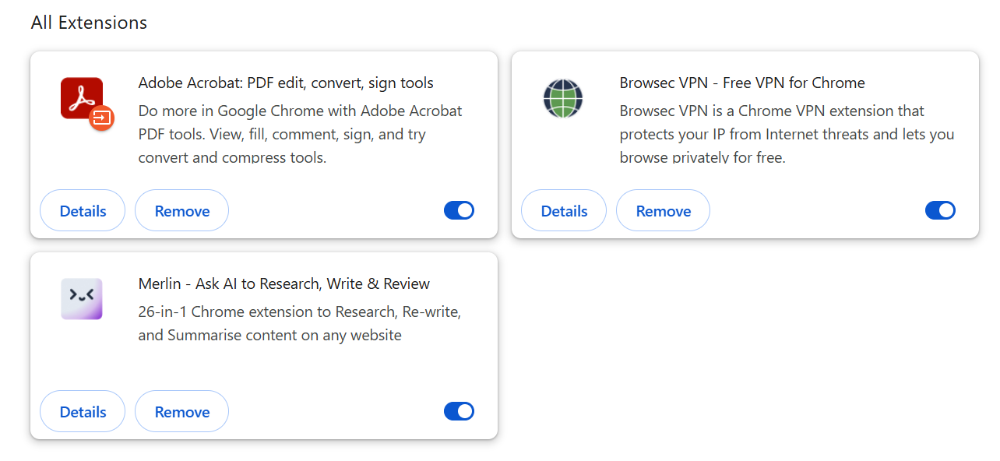 All Extensions
Adobe Acrobat: PDF edit, convert, sign tools
Do more in Google Chrome with Adobe Acrobat
PDF tools. View, fill, comment, sign, and try
convert and compress tools.
Details
Remove
Browsec VPN - Free VPN for Chrome
Browsec VPN is a Chrome VPN extension that
protects your IP from Internet threats and lets you
browse privately for free.
Details
Remove
Merlin - Ask AI to Research, Write & Review
26-in-1 Chrome extension to Research, Re-write,
and Summarise content on any website
Details
Remove